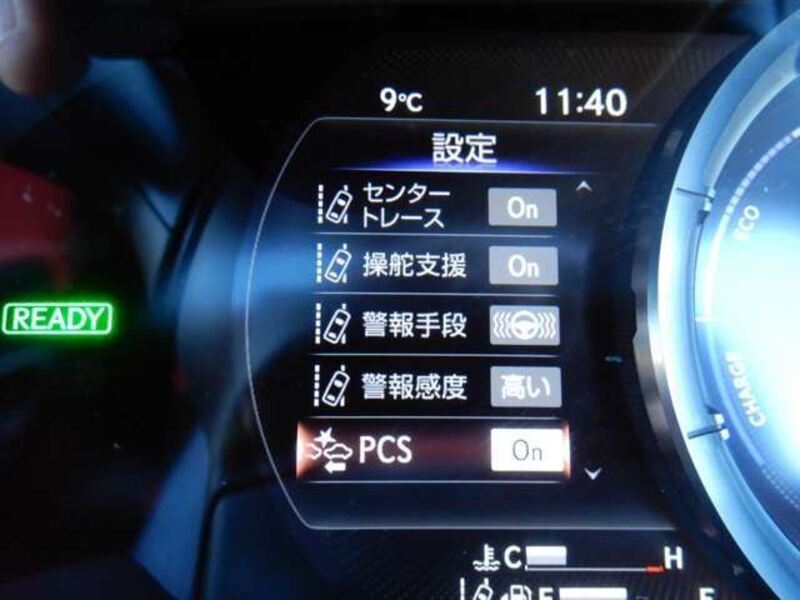 9°C 11:40
設定
センター
トレース On
操舵支援 On
警報手段
警報感度 高い
PCS On
READY
ECO
CHARGE
C H
E F